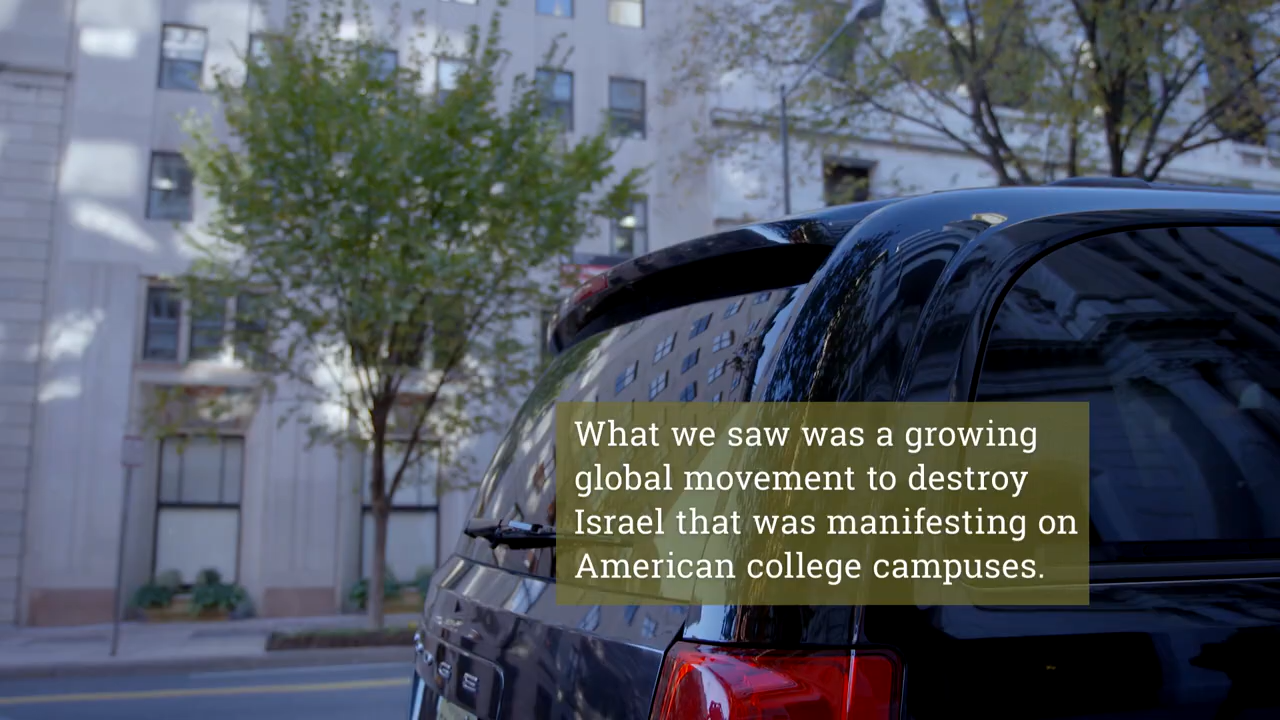 What we saw was a growing
global movement to destroy
Israel that was manifesting on
American college campuses.